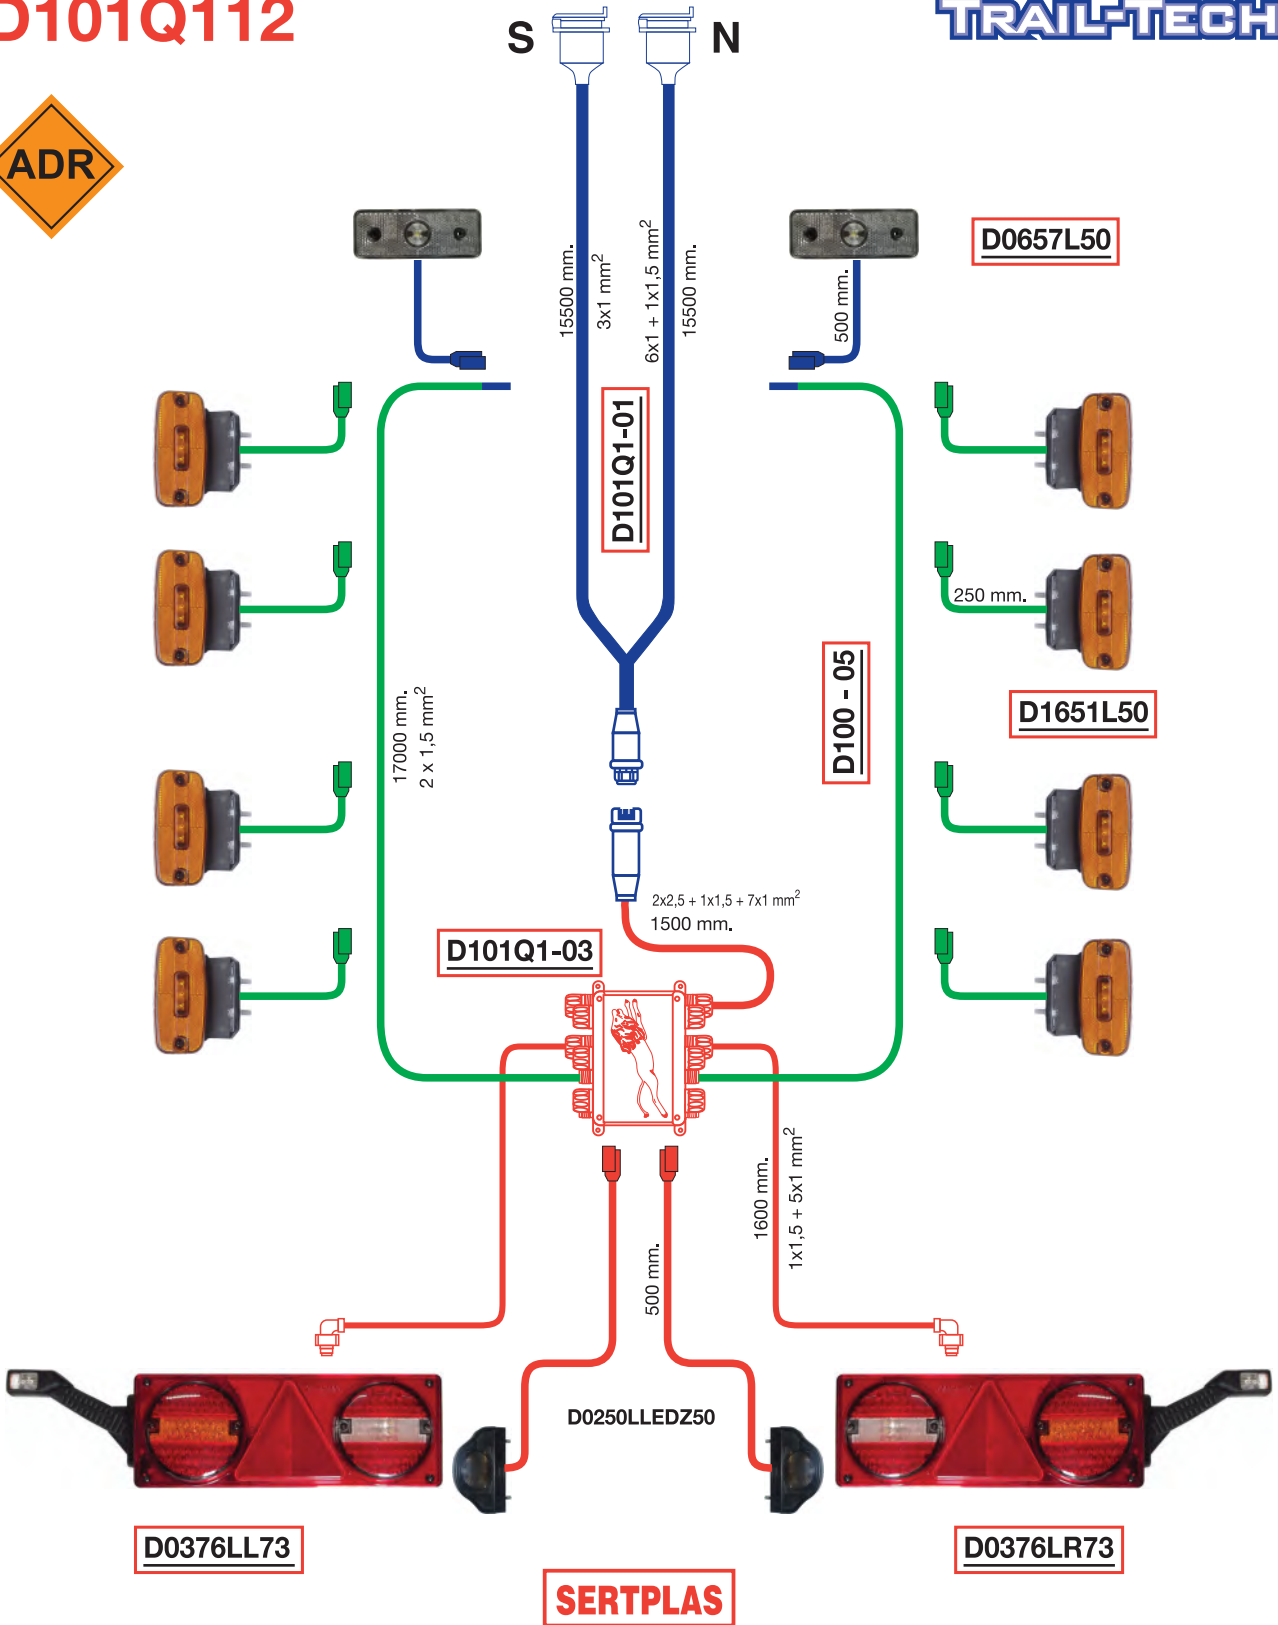 D101Q112
S
N
TRAIL-TECH
ADR
D0657L50
15500 mm.
3x1 mm²
6x1 + 1x1,5 mm²
15500 mm.
500 mm.
D101Q1-01
250 mm.
D100 - 05
D1651L50
17000 mm.
2 x 1,5 mm²
2x2,5 + 1x1,5 + 7x1 mm²
1500 mm.
D101Q1-03
1600 mm.
1x1,5 + 5x1 mm²
500 mm.
D0250LLEDZ50
D0376LL73
D0376LR73
SERTPLAS